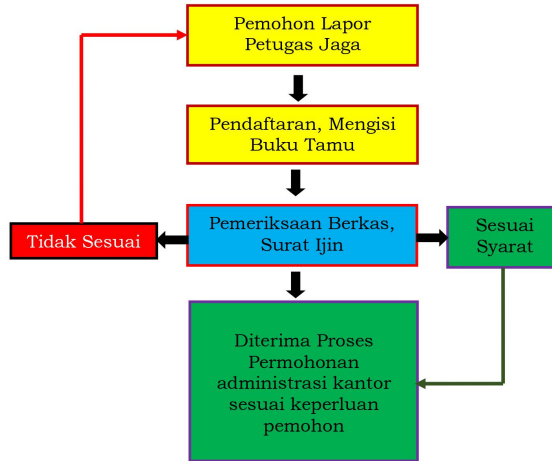 Pemohon Lapor
Petugas Jaga
Pendaftaran, Mengisi
Buku Tamu
Pemeriksaan Berkas,
Surat Ijin
Tidak Sesuai
Sesuai
Syarat
Diterima Proses
Permohonan
administrasi kantor
sesuai keperluan
pemohon